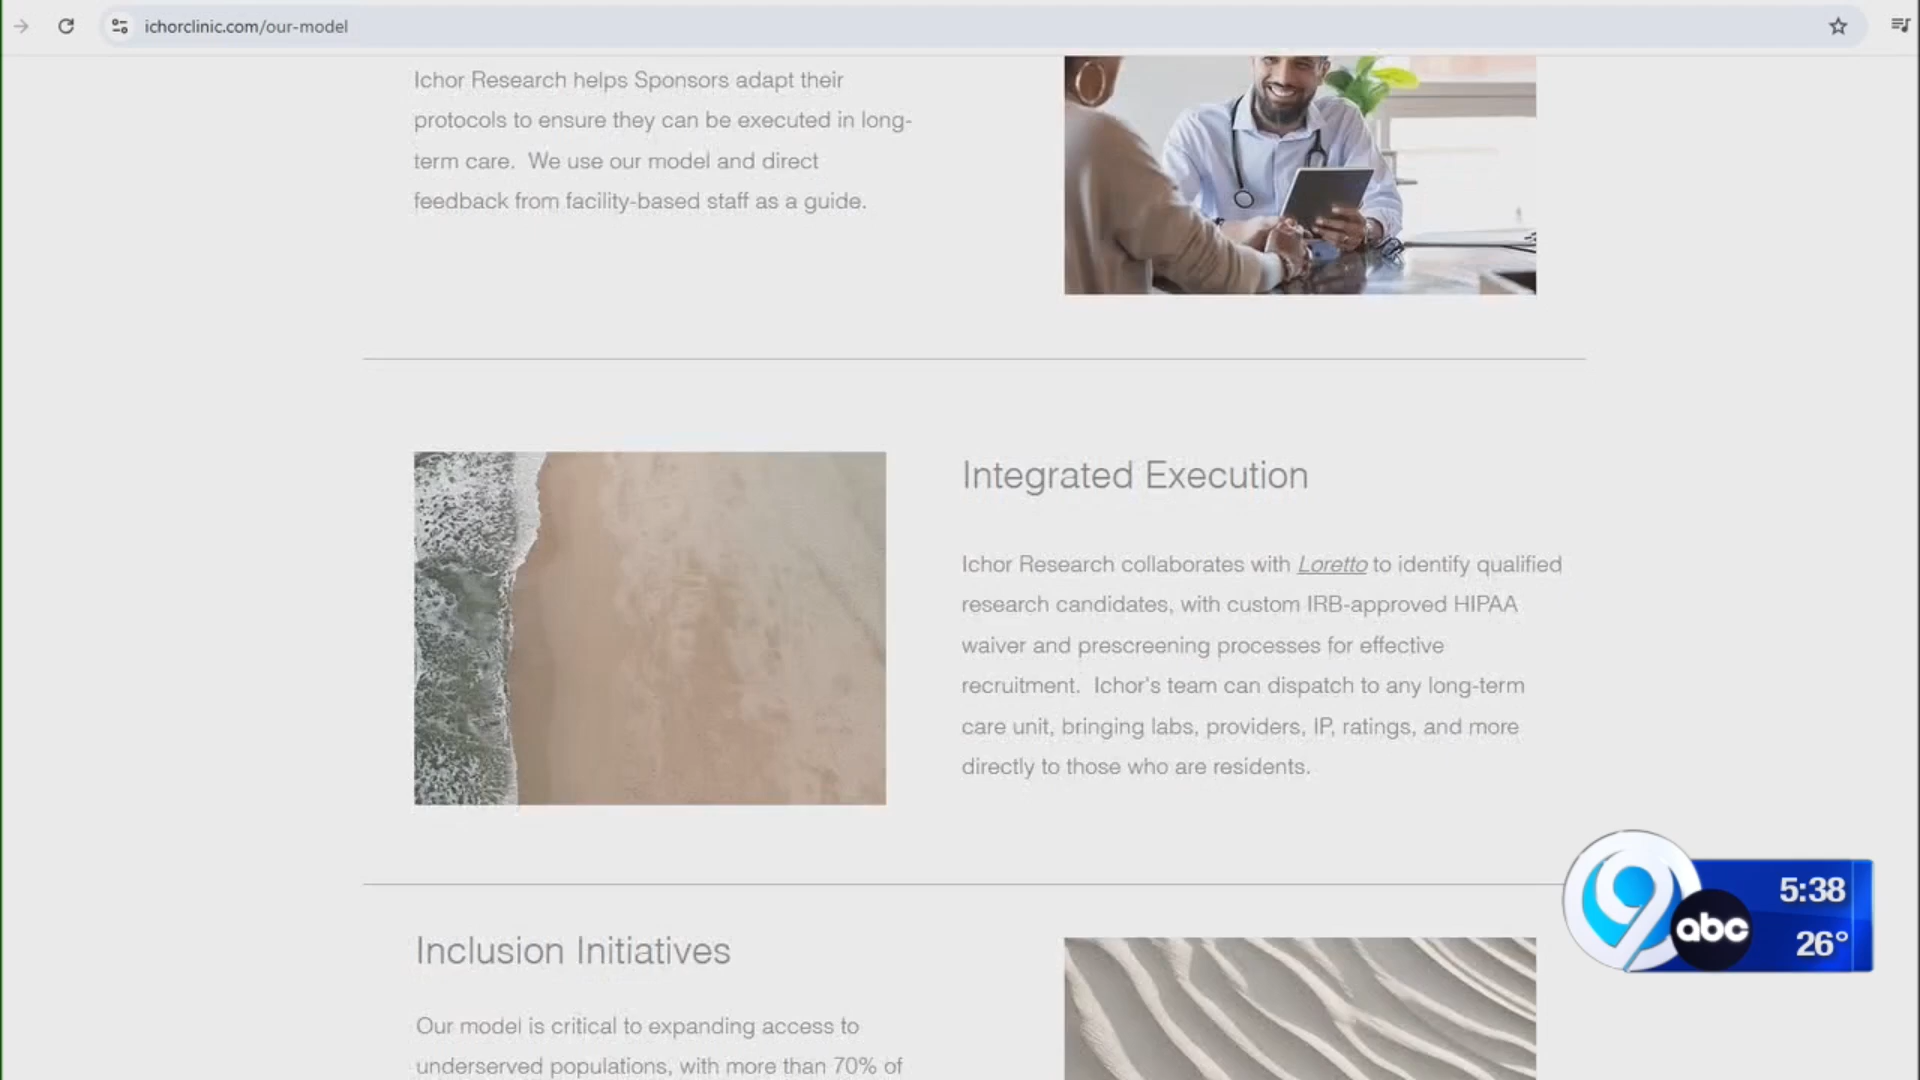 ichorclinic.com/our-model
Ichor Research helps Sponsors adapt their
protocols to ensure they can be executed in long-
term care.  We use our model and direct
feedback from facility-based staff as a guide.
Integrated Execution
Ichor Research collaborates with Loretto to identify qualified
research candidates, with custom IRB-approved HIPAA
waiver and prescreening processes for effective
recruitment.  Ichor's team can dispatch to any long-term
care unit, bringing labs, providers, IP, ratings, and more
directly to those who are residents.
Inclusion Initiatives
Our model is critical to expanding access to
underserved populations, with more than 70% of
9
abc
5:38
26°